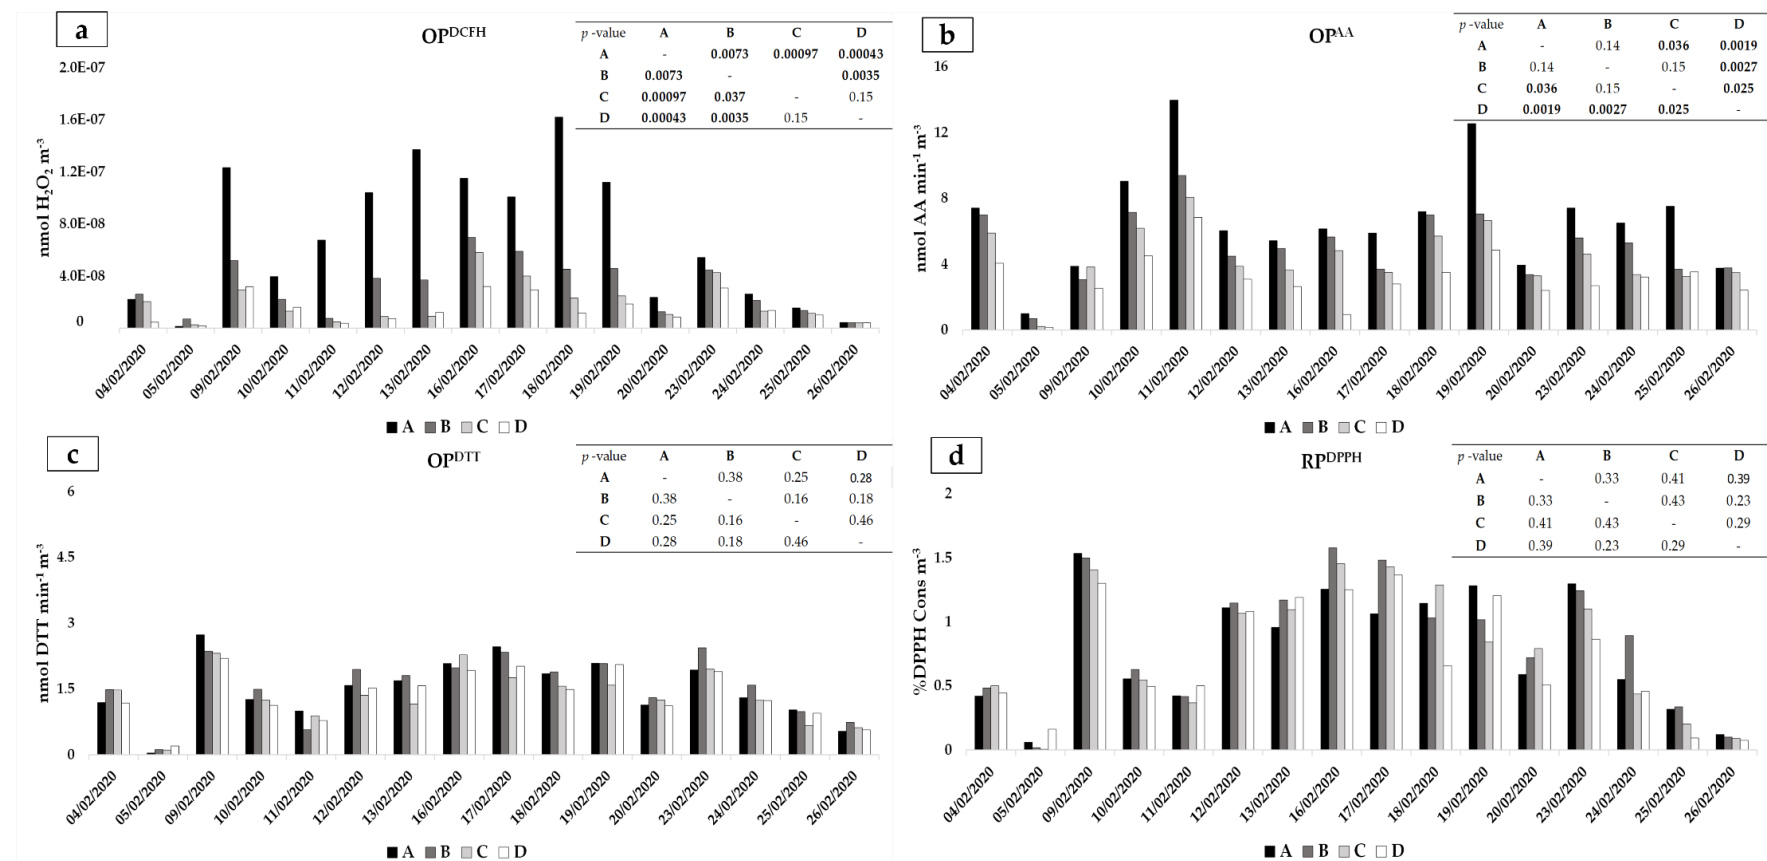 a
OP^DCFH
p -value A B C D
A - 0.0073 0.00097 0.00043
B 0.0073 - 0.0035
C 0.00097 0.037 - 0.15
D 0.00043 0.0035 0.15 -
nmol H₂O₂ m⁻³
2.0E-07
1.6E-07
1.2E-07
8.0E-08
4.0E-08
0
04/02/2020 05/02/2020 09/02/2020 10/02/2020 11/02/2020 12/02/2020 13/02/2020 16/02/2020 17/02/2020 18/02/2020 19/02/2020 20/02/2020 23/02/2020 24/02/2020 25/02/2020 26/02/2020
A B C D
b
OP^AA
p -value A B C D
A - 0.14 0.036 0.0019
B 0.14 - 0.15 0.0027
C 0.036 0.15 - 0.025
D 0.0019 0.0027 0.025 -
nmol AA min⁻¹ m⁻³
16
12
8
4
0
04/02/2020 05/02/2020 09/02/2020 10/02/2020 11/02/2020 12/02/2020 13/02/2020 16/02/2020 17/02/2020 18/02/2020 19/02/2020 20/02/2020 23/02/2020 24/02/2020 25/02/2020 26/02/2020
A B C D
c
OP^DTT
p -value A B C D
A - 0.38 0.25 0.28
B 0.38 - 0.16 0.18
C 0.25 0.16 - 0.46
D 0.28 0.18 0.46 -
nmol DTT min⁻¹ m⁻³
6
4.5
3
1.5
0
04/02/2020 05/02/2020 09/02/2020 10/02/2020 11/02/2020 12/02/2020 13/02/2020 16/02/2020 17/02/2020 18/02/2020 19/02/2020 20/02/2020 23/02/2020 24/02/2020 25/02/2020 26/02/2020
A B C D
d
RP^DPPH
p -value A B C D
A - 0.33 0.41 0.39
B 0.33 - 0.43 0.23
C 0.41 0.43 - 0.29
D 0.39 0.23 0.29 -
%DPPH Cons m⁻³
2
1.5
1
0.5
0
04/02/2020 05/02/2020 09/02/2020 10/02/2020 11/02/2020 12/02/2020 13/02/2020 16/02/2020 17/02/2020 18/02/2020 19/02/2020 20/02/2020 23/02/2020 24/02/2020 25/02/2020 26/02/2020
A B C D